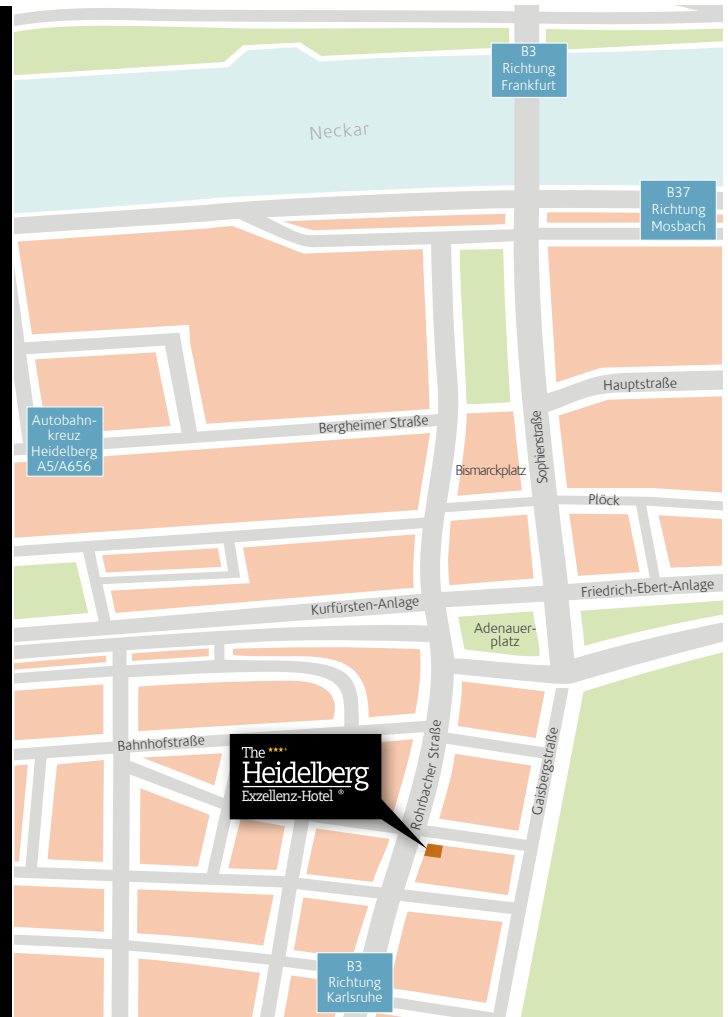 B3
Richtung
Frankfurt
Neckar
B37
Richtung
Mosbach
Hauptstraße
Autobahn-
kreuz
Heidelberg
A5/A656
Bergheimer Straße
Sophienstraße
Bismarckplatz
Plöck
Friedrich-Ebert-Anlage
Kurfürsten-Anlage
Adenauer-
platz
Bahnhofstraße
Rohrbacher Straße
Gaisbergstraße
The ★★★+
Heidelberg
Exzellenz-Hotel ®
B3
Richtung
Karlsruhe